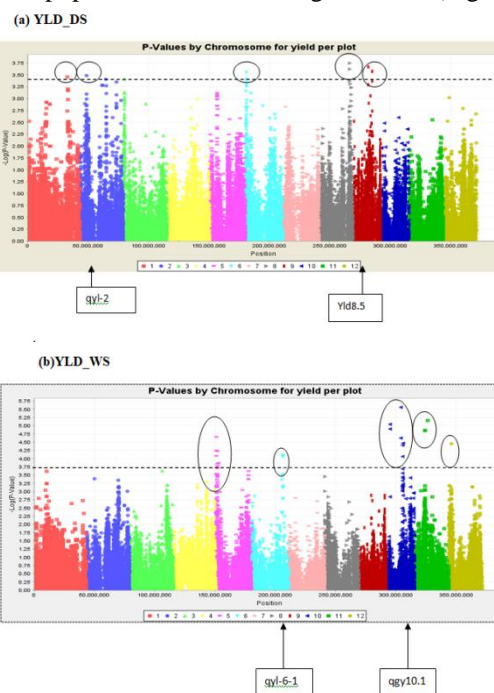 (a) YLD_DS
P-Values by Chromosome for yield per plot
3.75
3.50
3.25
3.00
2.75
2.50
2.25
2.00
1.75
1.50
1.25
1.00
0.75
0.50
0.25
0.00
-Log(P-Value)
0 50,000,000 100,000,000 150,000,000 200,000,000 250,000,000 300,000,000 350,000,000
Position
1 2 3 4 5 6 7 8 9 10 11 12
qyl-2
Yld8.5
(b)YLD_WS
P-Values by Chromosome for yield per plot
5.75
5.50
5.25
5.00
4.75
4.50
4.25
4.00
3.75
3.50
3.25
3.00
2.75
2.50
2.25
2.00
1.75
1.50
1.25
1.00
0.75
0.50
0.25
0.00
-Log(P-Value)
0 50,000,000 100,000,000 150,000,000 200,000,000 250,000,000 300,000,000 350,000,000
Position
1 2 3 4 5 6 7 8 9 10 11 12
qyl-6-1
qgy10.1